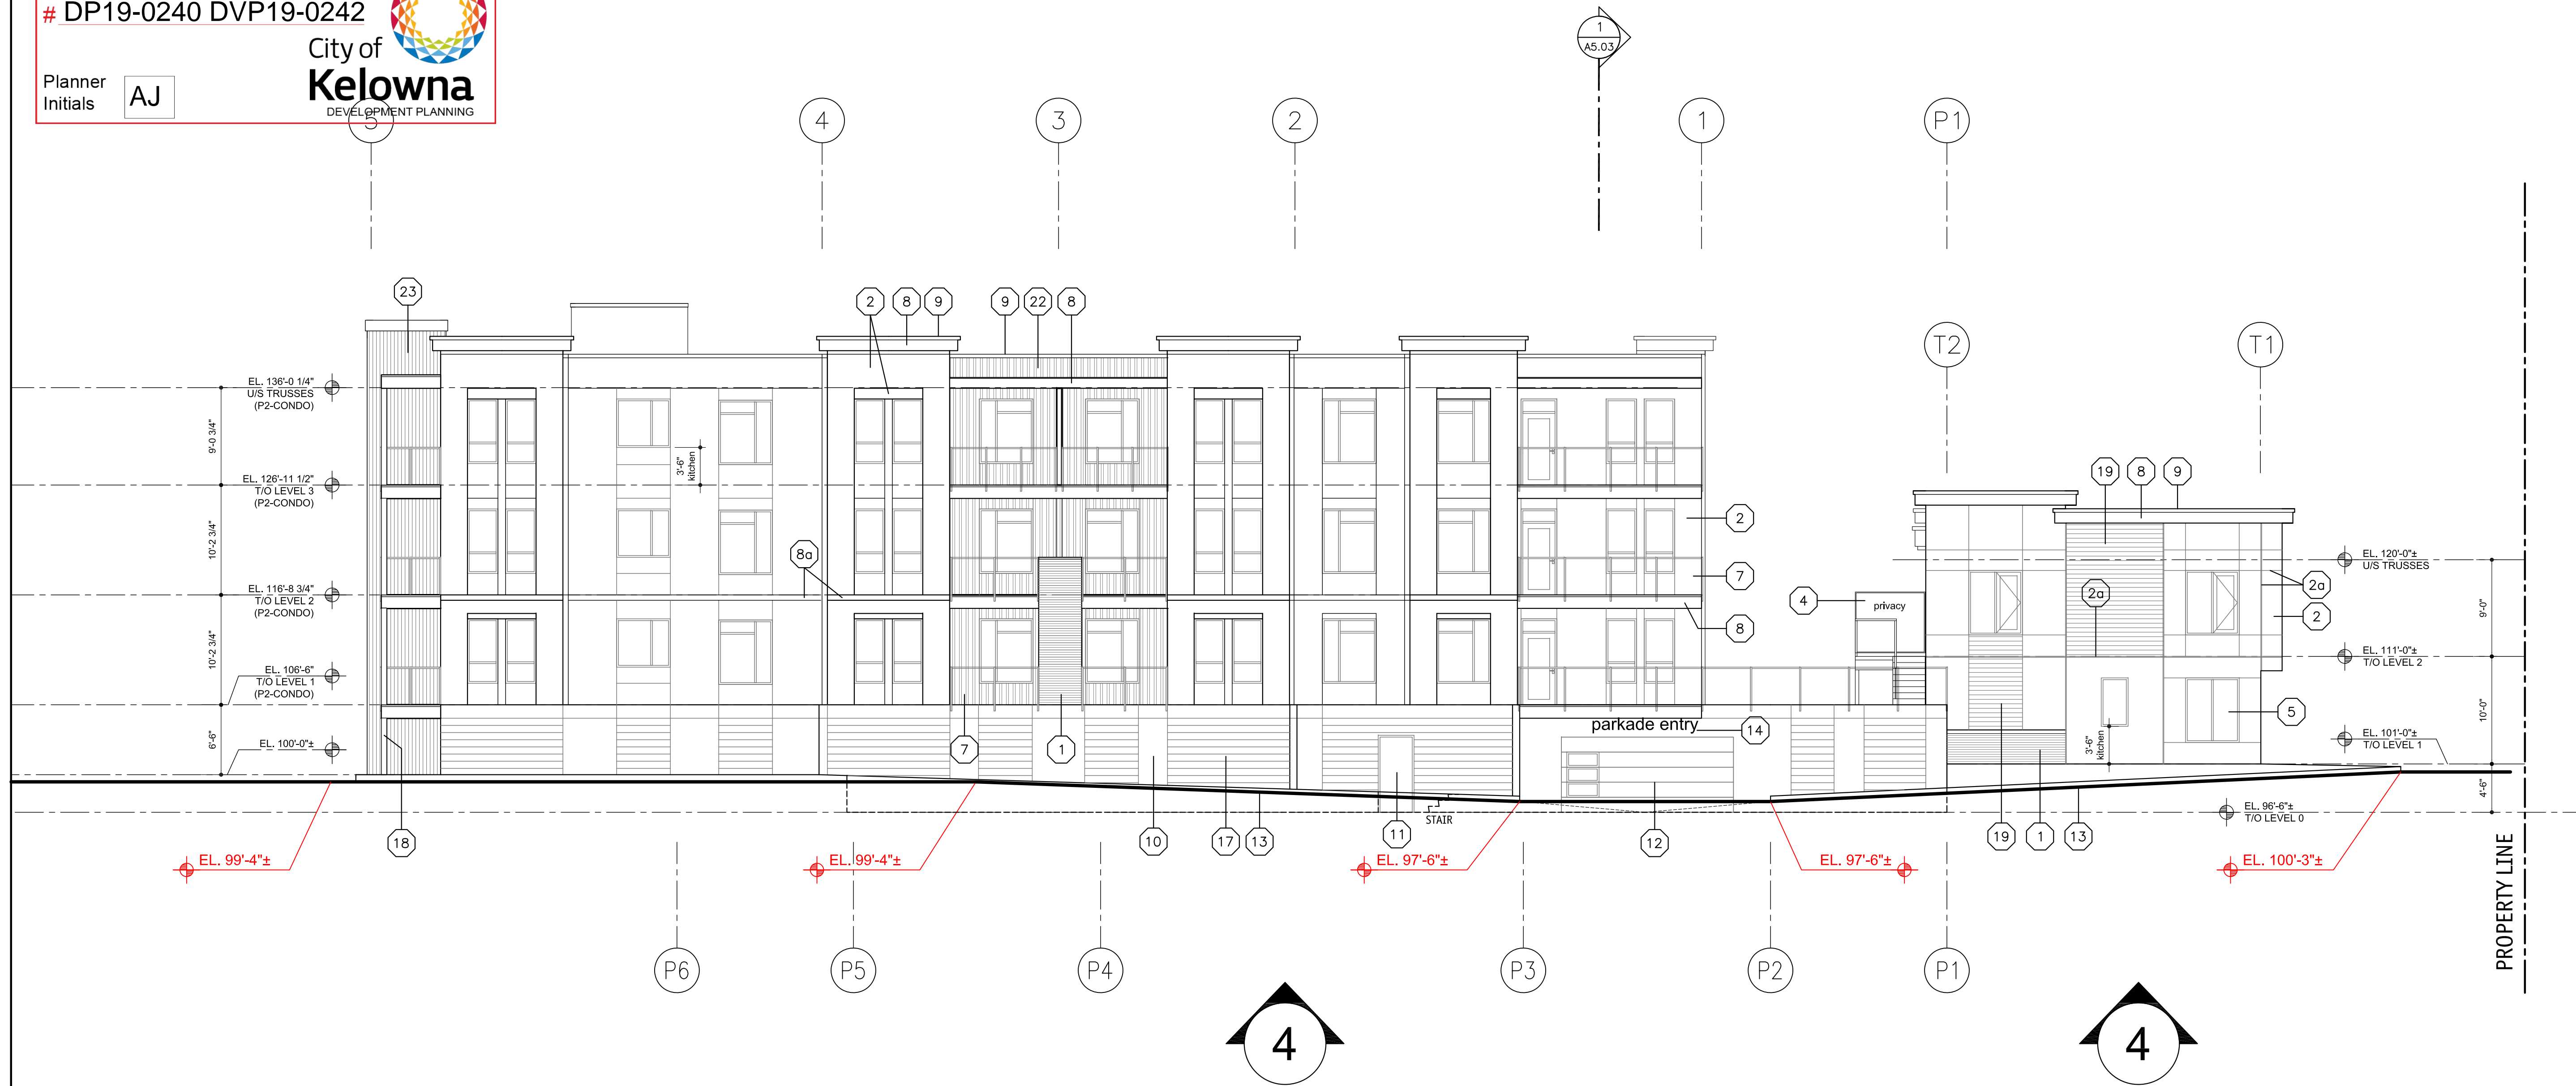 # DP19-0240 DVP19-0242
City of
Kelowna
DEVELOPMENT PLANNING
Planner
Initials
AJ
1
A5.03
5
4
3
2
1
P1
23
2
8
9
9
22
8
T2
T1
EL. 136'-0 1/4"
U/S TRUSSES
(P2-CONDO)
9'-0 3/4"
3'-6"
kitchen
EL. 126'-11 1/2"
T/O LEVEL 3
(P2-CONDO)
19
8
9
2
10'-2 3/4"
8a
EL. 120'-0"±
U/S TRUSSES
7
2a
2a
EL. 116'-8 3/4"
T/O LEVEL 2
(P2-CONDO)
4
privacy
2
9'-0"
8
10'-2 3/4"
EL. 111'-0"±
T/O LEVEL 2
EL. 106'-6"
T/O LEVEL 1
(P2-CONDO)
5
10'-0"
parkade entry
14
6'-6"
EL. 100'-0"±
7
1
3'-6"
kitchen
EL. 101'-0"±
T/O LEVEL 1
4'-6"
STAIR
EL. 96'-6"±
T/O LEVEL 0
18
10
17
13
11
12
19
1
13
EL. 99'-4"±
EL. 99'-4"±
EL. 97'-6"±
EL. 97'-6"±
EL. 100'-3"±
PROPERTY LINE
P6
P5
P4
P3
P2
P1
4
4